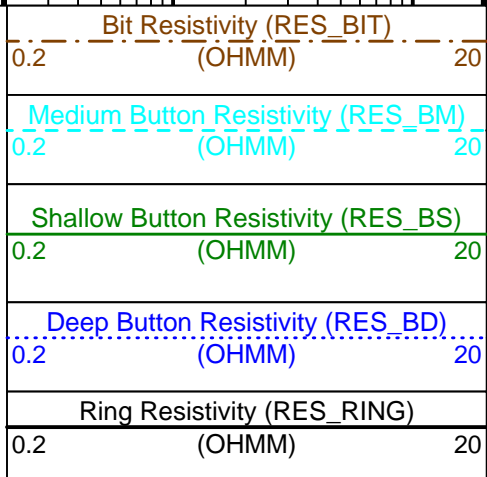 Bit Resistivity (RES_BIT)
0.2 (OHMM) 20
Medium Button Resistivity (RES_BM)
0.2 (OHMM) 20
Shallow Button Resistivity (RES_BS)
0.2 (OHMM) 20
Deep Button Resistivity (RES_BD)
0.2 (OHMM) 20
Ring Resistivity (RES_RING)
0.2 (OHMM) 20